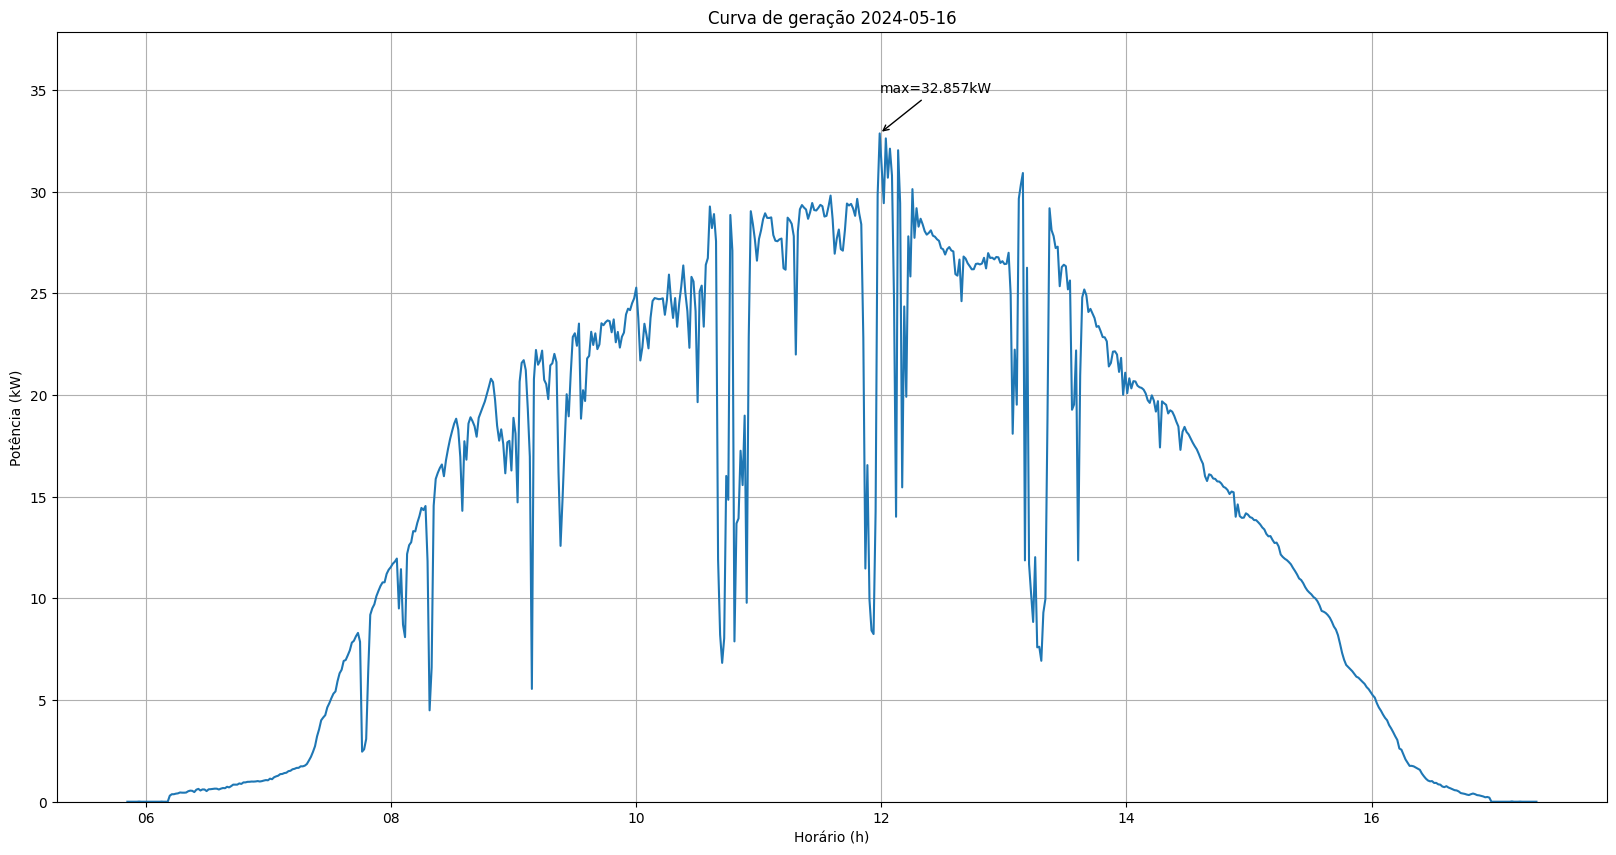 Curva de geração 2024-05-16
max=32.857kW
Potência (kW)
35
30
25
20
15
10
5
0
06 08 10 12 14 16
Horário (h)